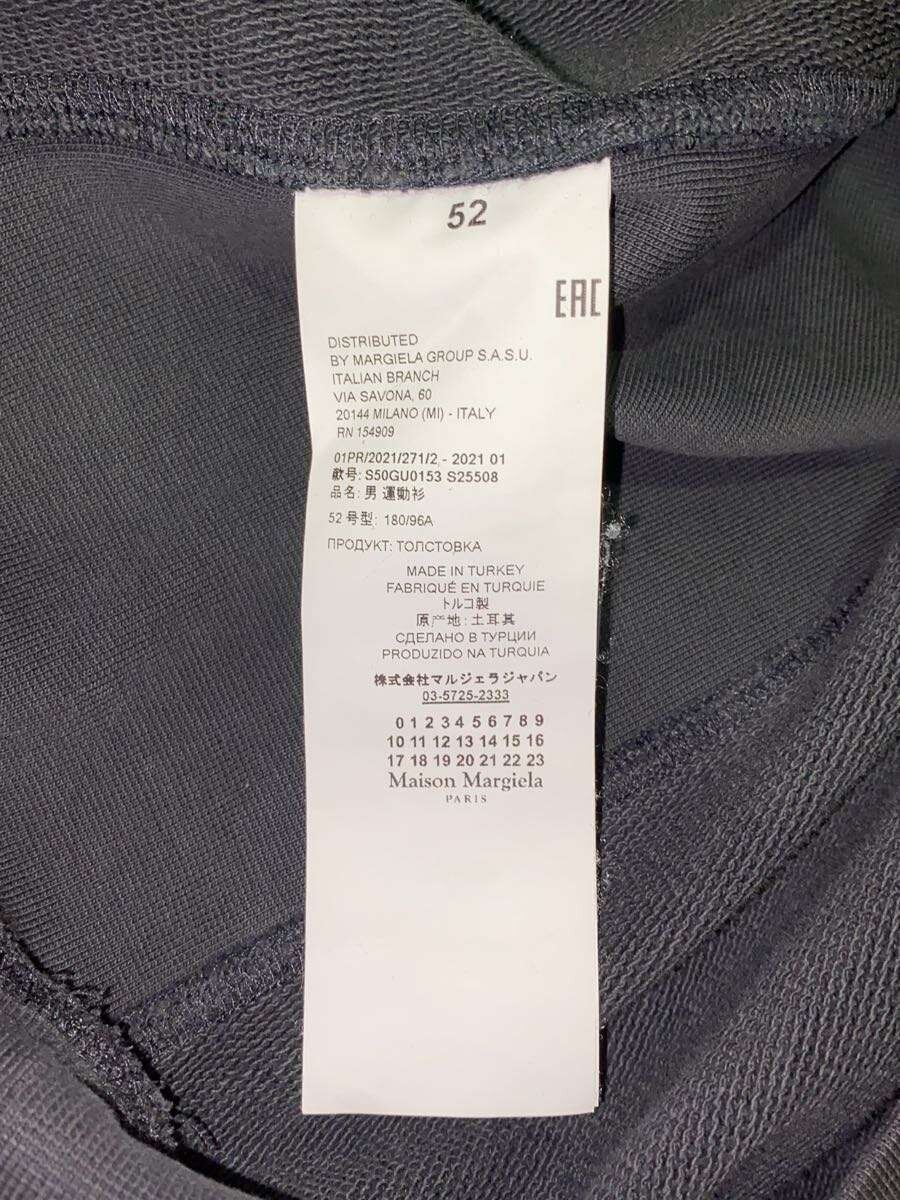 52
EAC
DISTRIBUTED
BY MARGIELA GROUP S.A.S.U.
ITALIAN BRANCH
VIA SAVONA, 60
20144 MILANO (MI) - ITALY
RN 154909
01PR/2021/271/2 - 2021 01
款号: S50GU0153 S25508
品名: 男 運動衫
52 号型: 180/96A
ПРОДУКТ: ТОЛСТОВКА
MADE IN TURKEY
FABRIQUÉ EN TURQUIE
トルコ製
原产地: 土耳其
СДЕЛАНО В ТУРЦИИ
PRODUZIDO NA TURQUIA
株式会社マルジェラジャパン
03-5725-2333
0 1 2 3 4 5 6 7 8 9
10 11 12 13 14 15 16
17 18 19 20 21 22 23
Maison Margiela
PARIS